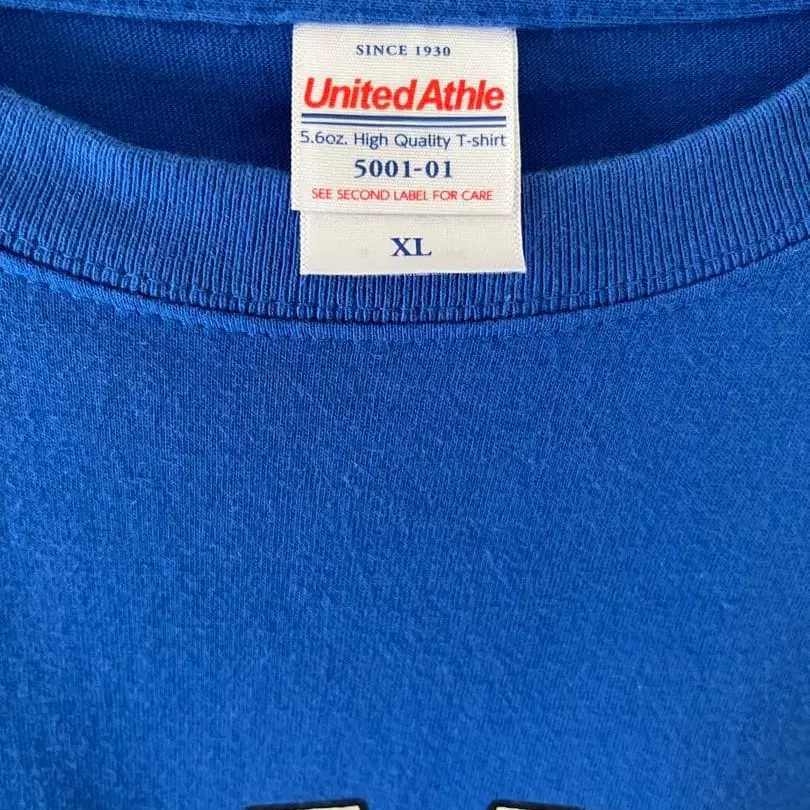 SINCE 1930
United Athle
5.6oz. High Quality T-shirt
5001-01
SEE SECOND LABEL FOR CARE
XL